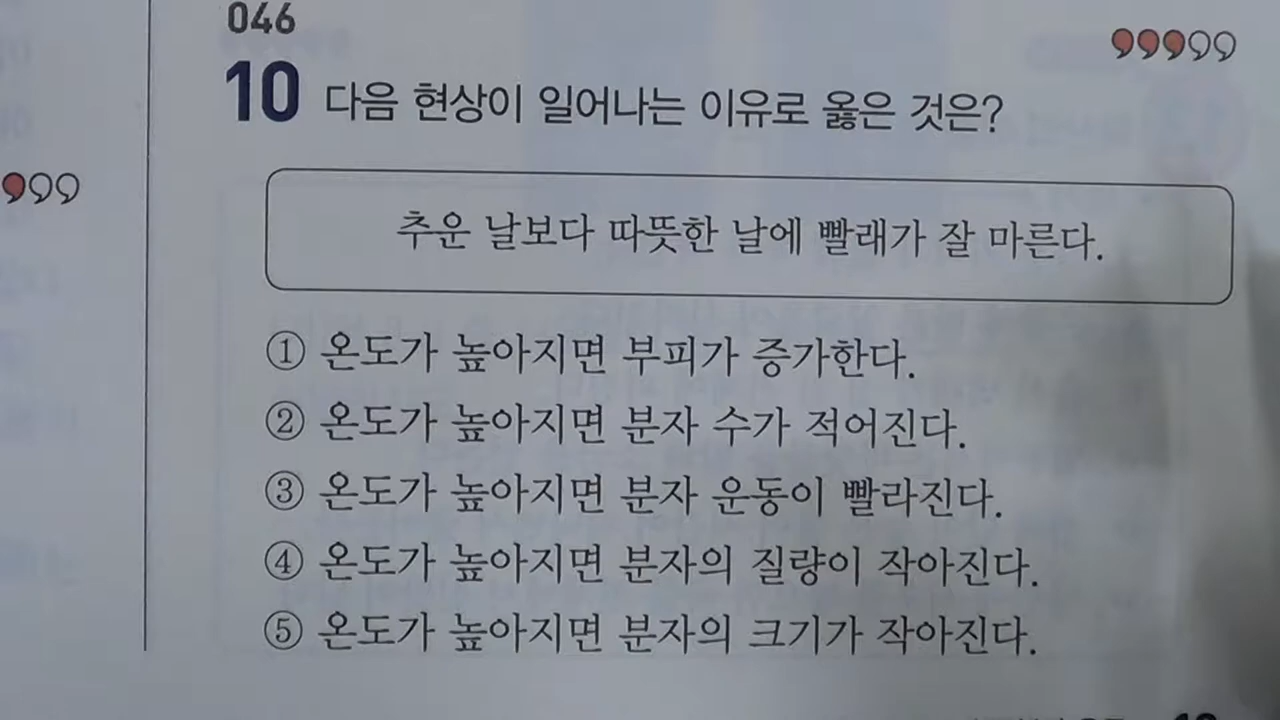 046
10 다음 현상이 일어나는 이유로 옳은 것은?
추운 날보다 따뜻한 날에 빨래가 잘 마른다.
① 온도가 높아지면 부피가 증가한다.
② 온도가 높아지면 분자 수가 적어진다.
③ 온도가 높아지면 분자 운동이 빨라진다.
④ 온도가 높아지면 분자의 질량이 작아진다.
⑤ 온도가 높아지면 분자의 크기가 작아진다.